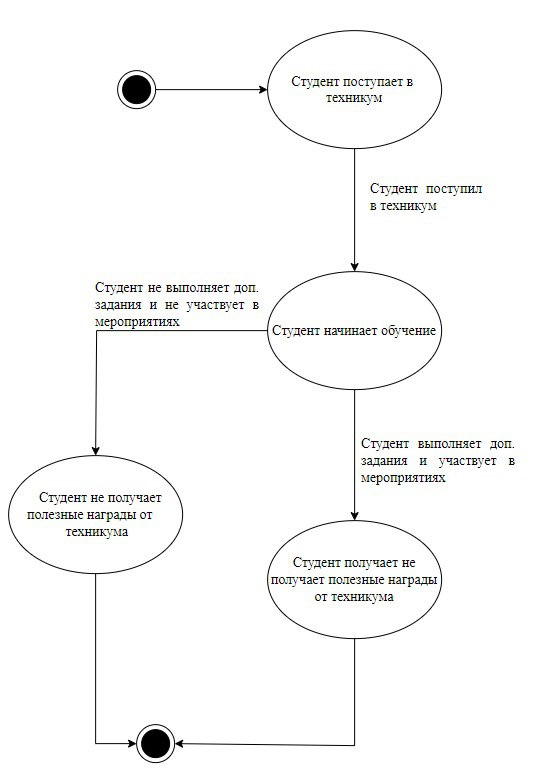 Студент поступает в
техникум
Студент поступил
в техникум
Студент не выполняет доп.
задания и не участвует в
мероприятиях
Студент начинает обучение
Студент выполняет доп.
задания и участвует в
мероприятиях
Студент не получает
полезные награды от
техникума
Студент получает не
получает полезные награды
от техникума